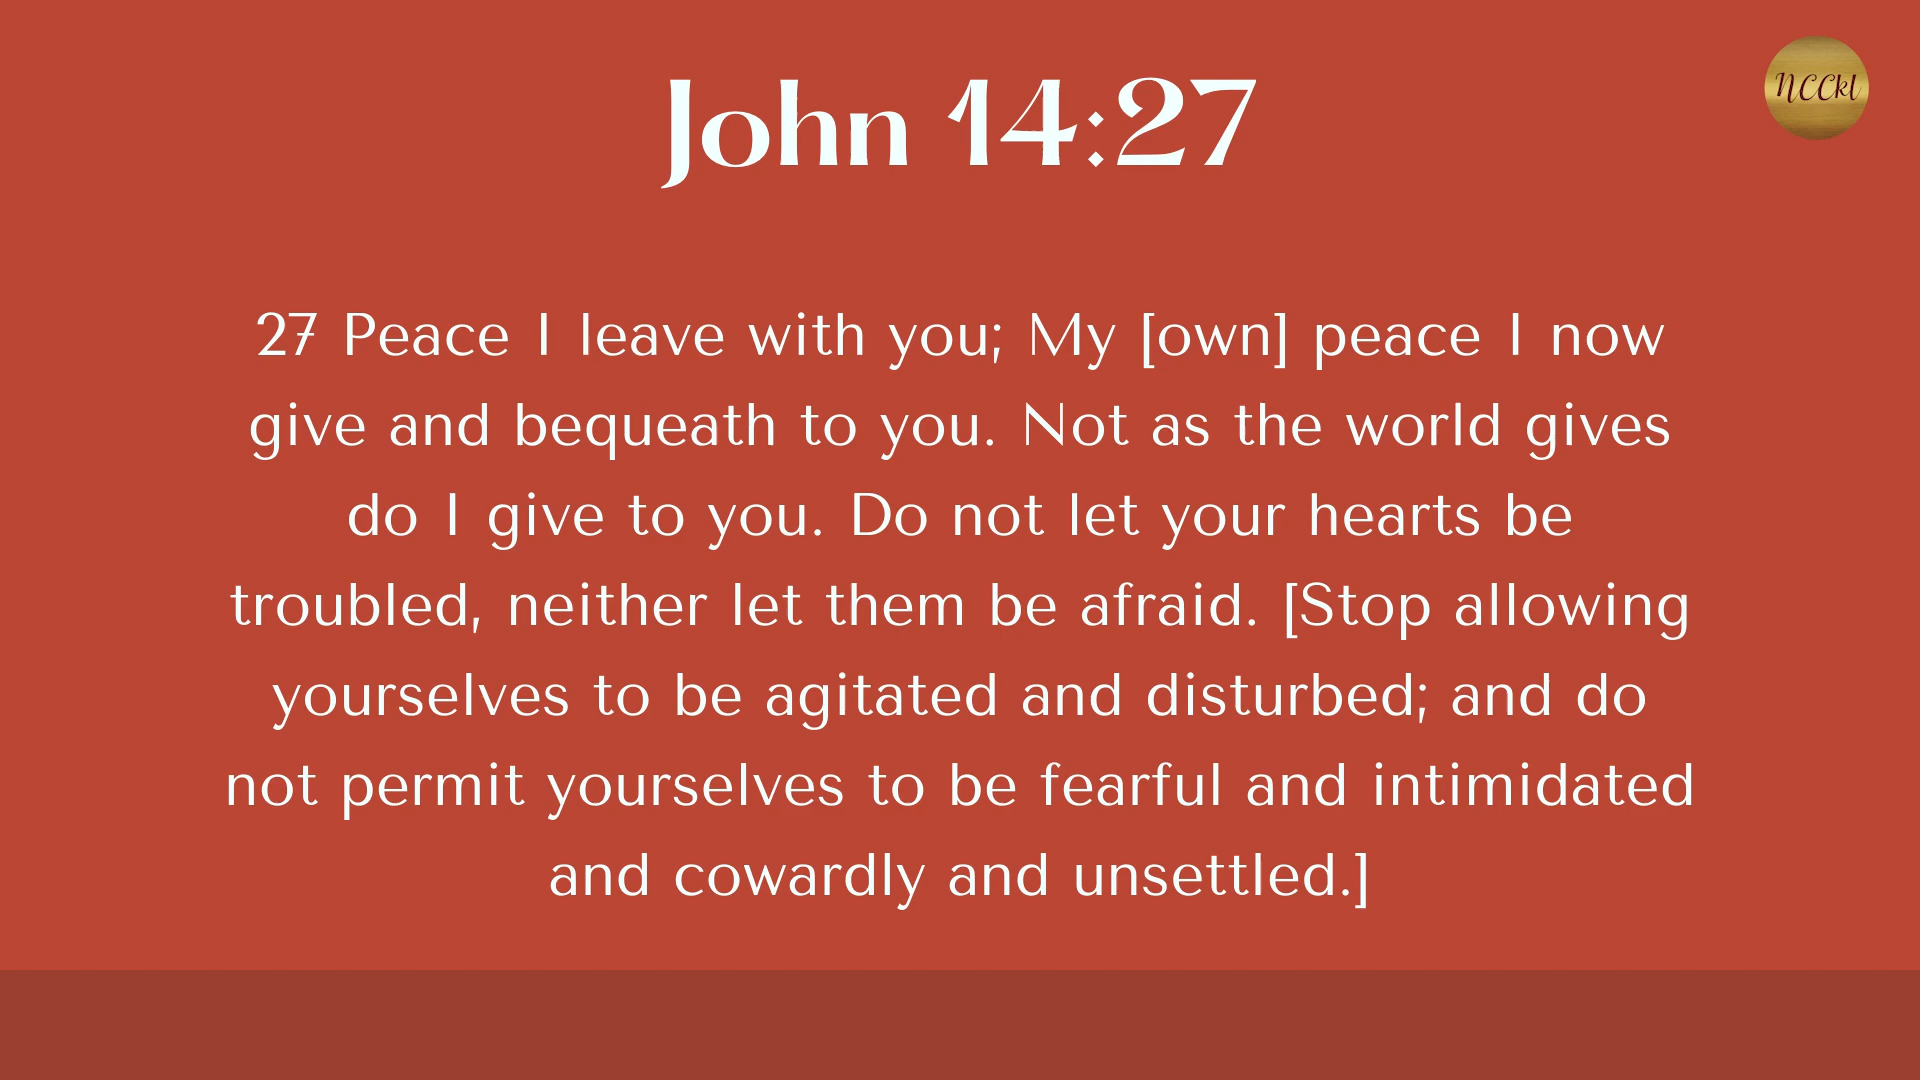 John 14:27
NCCkl
27 Peace I leave with you; My [own] peace I now
give and bequeath to you. Not as the world gives
do I give to you. Do not let your hearts be
troubled, neither let them be afraid. [Stop allowing
yourselves to be agitated and disturbed; and do
not permit yourselves to be fearful and intimidated
and cowardly and unsettled.]